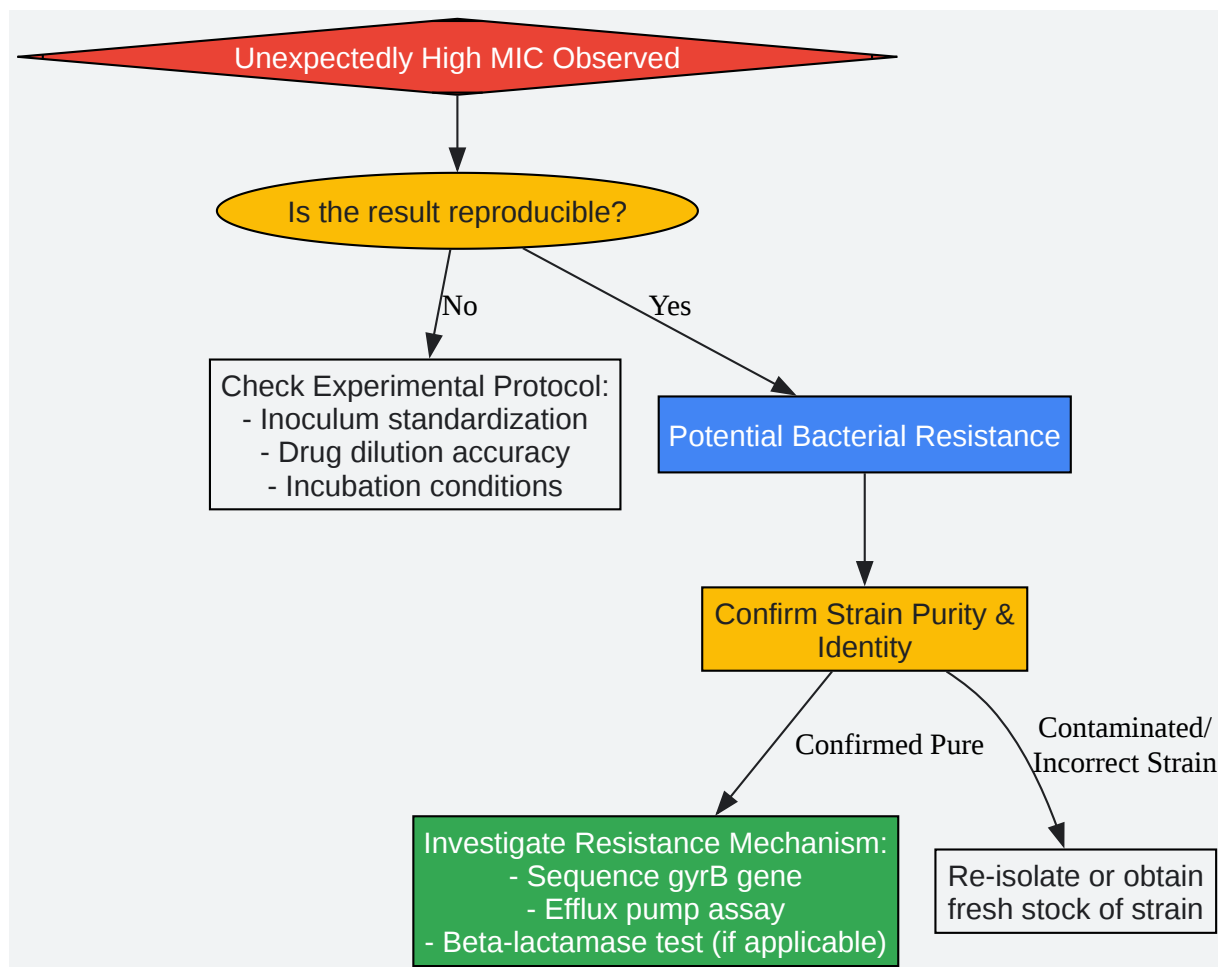 Unexpectedly High MIC Observed
Is the result reproducible?
No
Yes
Check Experimental Protocol:
- Inoculum standardization
- Drug dilution accuracy
- Incubation conditions
Potential Bacterial Resistance
Confirm Strain Purity &
Identity
Confirmed Pure
Contaminated/
Incorrect Strain
Investigate Resistance Mechanism:
- Sequence gyrB gene
- Efflux pump assay
- Beta-lactamase test (if applicable)
Re-isolate or obtain
fresh stock of strain